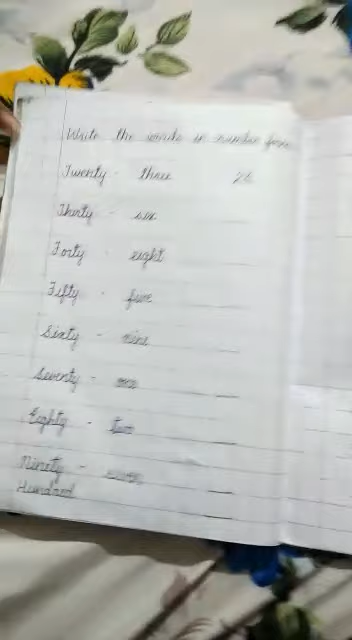 Write the words in number form
Twenty - three 23
Thirty - six
Forty - eight
Fifty - five
Sixty - nine
Seventy - one
Eighty - two
Ninety - seven
Hundred